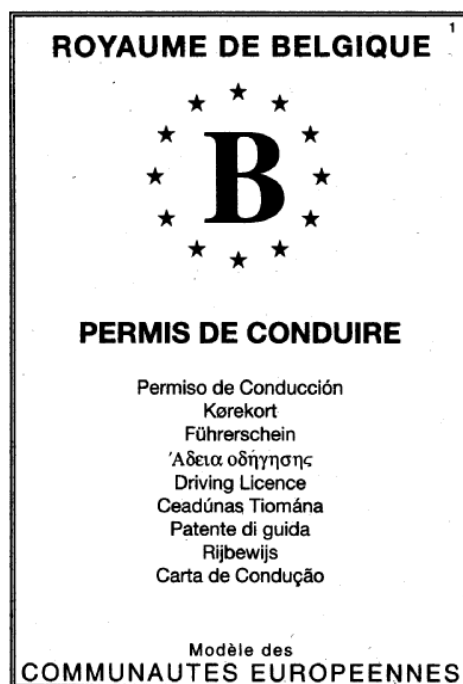 1
ROYAUME DE BELGIQUE
B
PERMIS DE CONDUIRE
Permiso de Conducción
Kørekort
Führerschein
Ἀδεια οδήγησης
Driving Licence
Ceadúnas Tiomána
Patente di guida
Rijbewijs
Carta de Condução
Modèle des
COMMUNAUTES EUROPEENNES